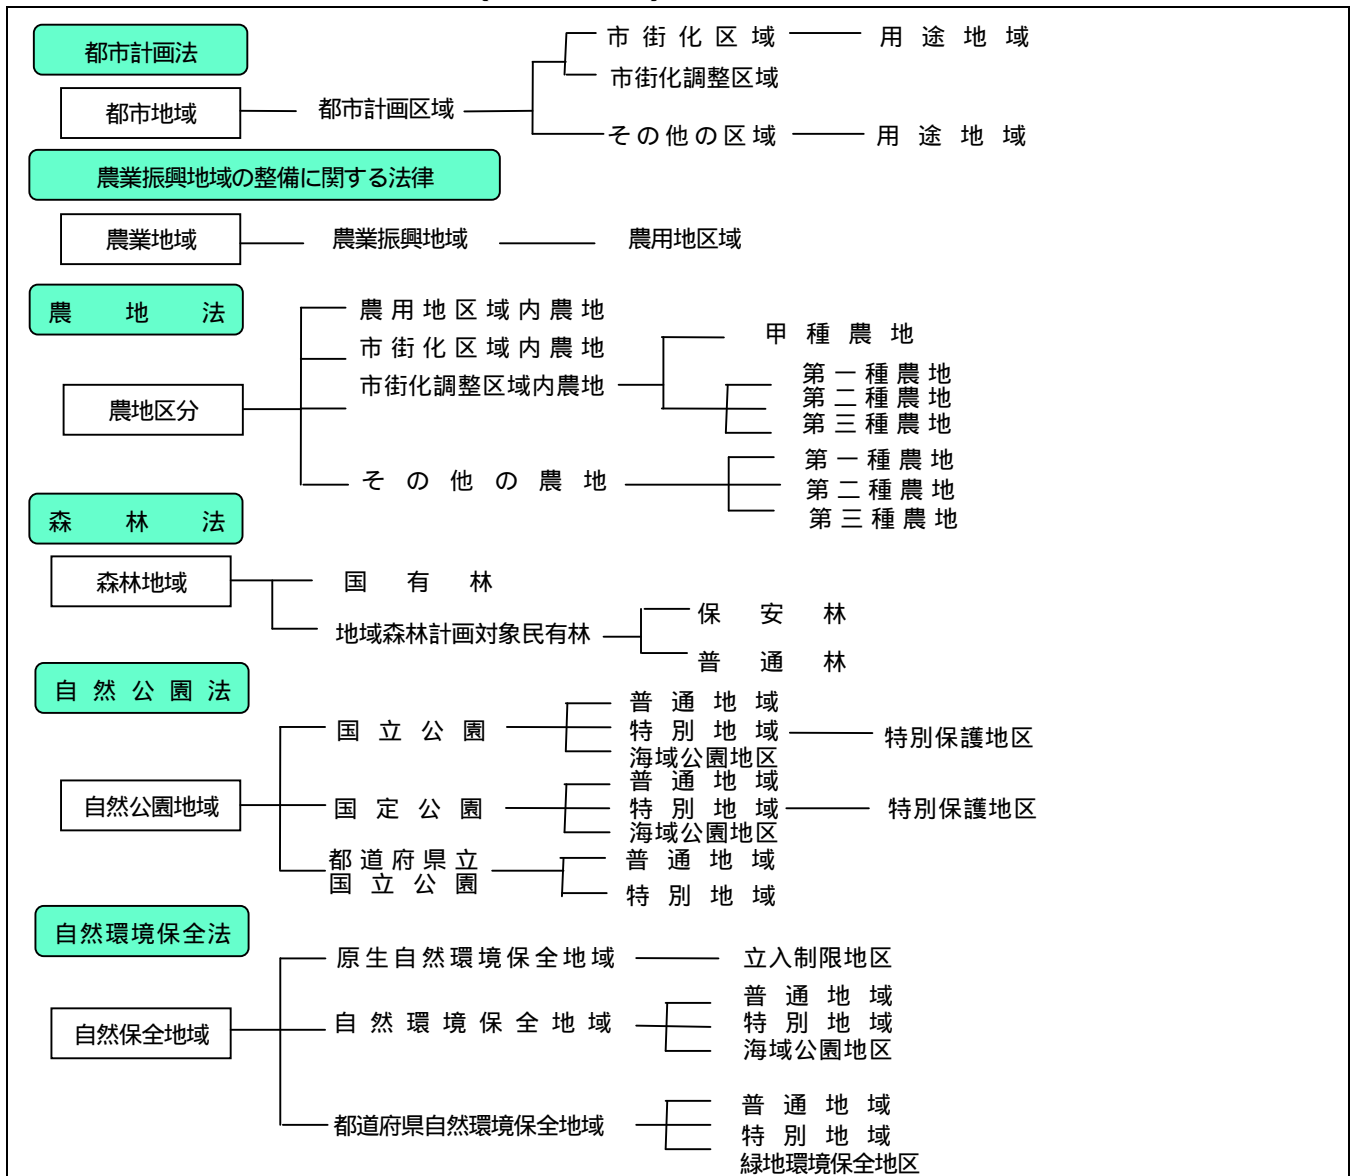 都市計画法
市街化区域 用途地域
市街化調整区域
都市地域 都市計画区域
その他の区域 用途地域
農業振興地域の整備に関する法律
農業地域 農業振興地域 農用地区域
農地法
農用地区域内農地
市街化区域内農地
甲種農地
市街化調整区域内農地
第一種農地
第二種農地
第三種農地
農地区分
その他の農地
第一種農地
第二種農地
第三種農地
森林法
森林地域 国有林
地域森林計画対象民有林
保安林
普通林
自然公園法
国立公園
普通地域
特別地域 特別保護地区
海域公園地区
自然公園地域 国定公園
普通地域
特別地域 特別保護地区
海域公園地区
都道府県立
国立公園
普通地域
特別地域
自然環境保全法
原生自然環境保全地域 立入制限地区
自然保全地域 自然環境保全地域
普通地域
特別地域
海域公園地区
都道府県自然環境保全地域
普通地域
特別地域
緑地環境保全地区